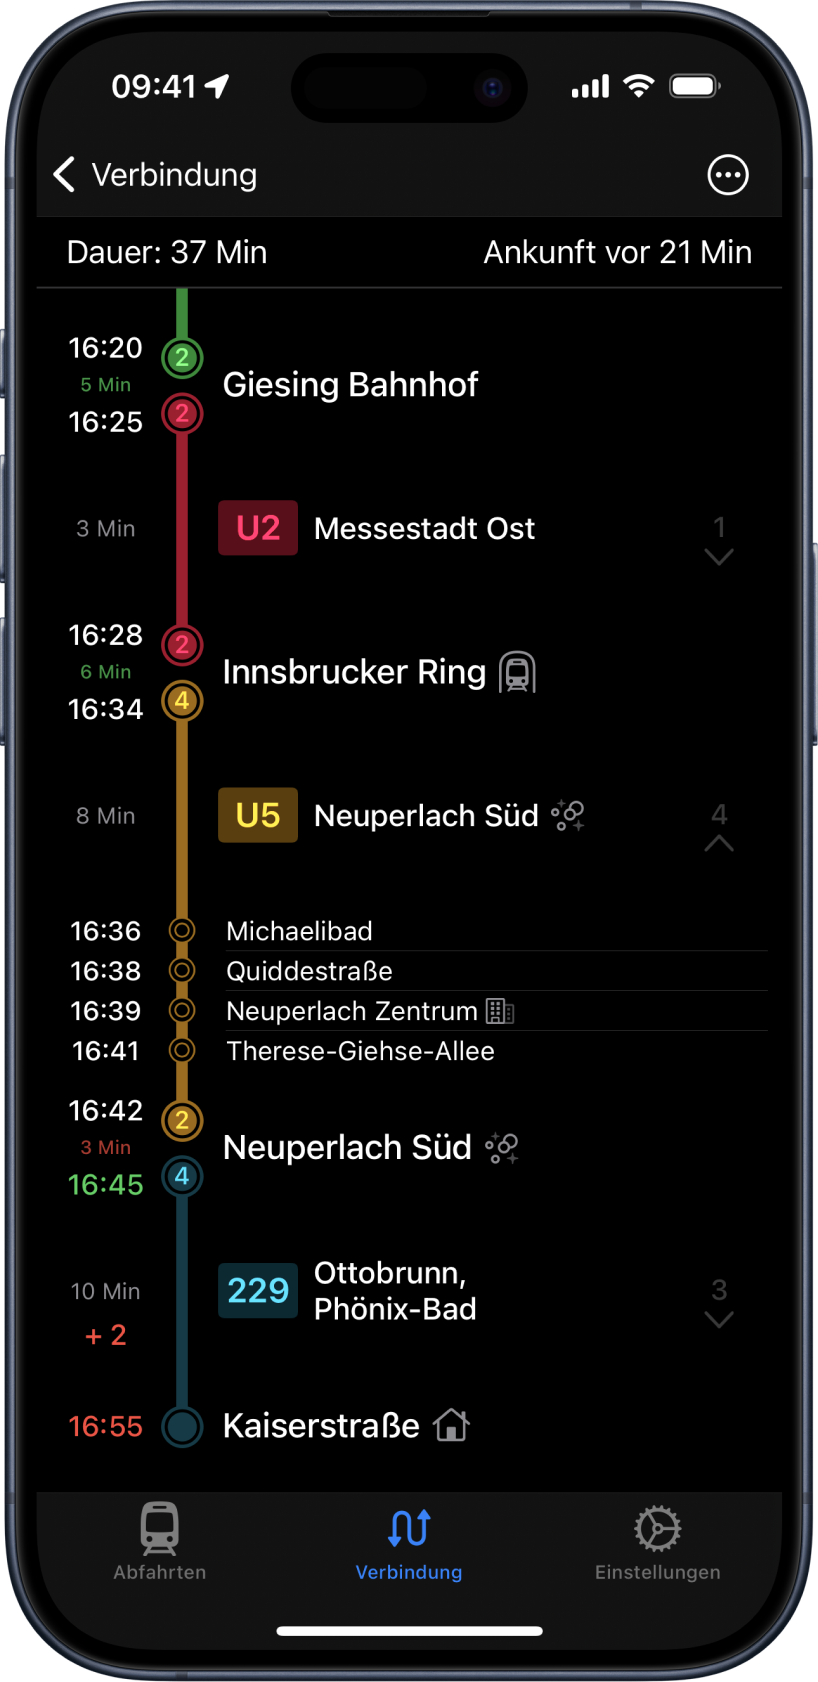 09:41
Verbindung
Dauer: 37 Min
Ankunft vor 21 Min
16:20
2
5 Min
Giesing Bahnhof
16:25
2
3 Min
U2 Messestadt Ost
1
16:28
2
6 Min
Innsbrucker Ring
16:34
4
8 Min
U5 Neuperlach Süd
4
16:36 Michaelibad
16:38 Quiddestraße
16:39 Neuperlach Zentrum
16:41 Therese-Giehse-Allee
16:42
2
3 Min
Neuperlach Süd
16:45
4
10 Min
+ 2
229
Ottobrunn,
Phönix-Bad
3
16:55 Kaiserstraße
Abfahrten
Verbindung
Einstellungen